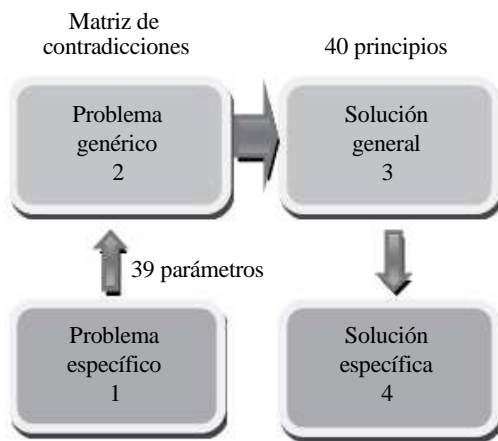 Matriz de
contradicciones
40 principios
Problema
genérico
2
Solución
general
3
39 parámetros
Problema
específico
1
Solución
específica
4